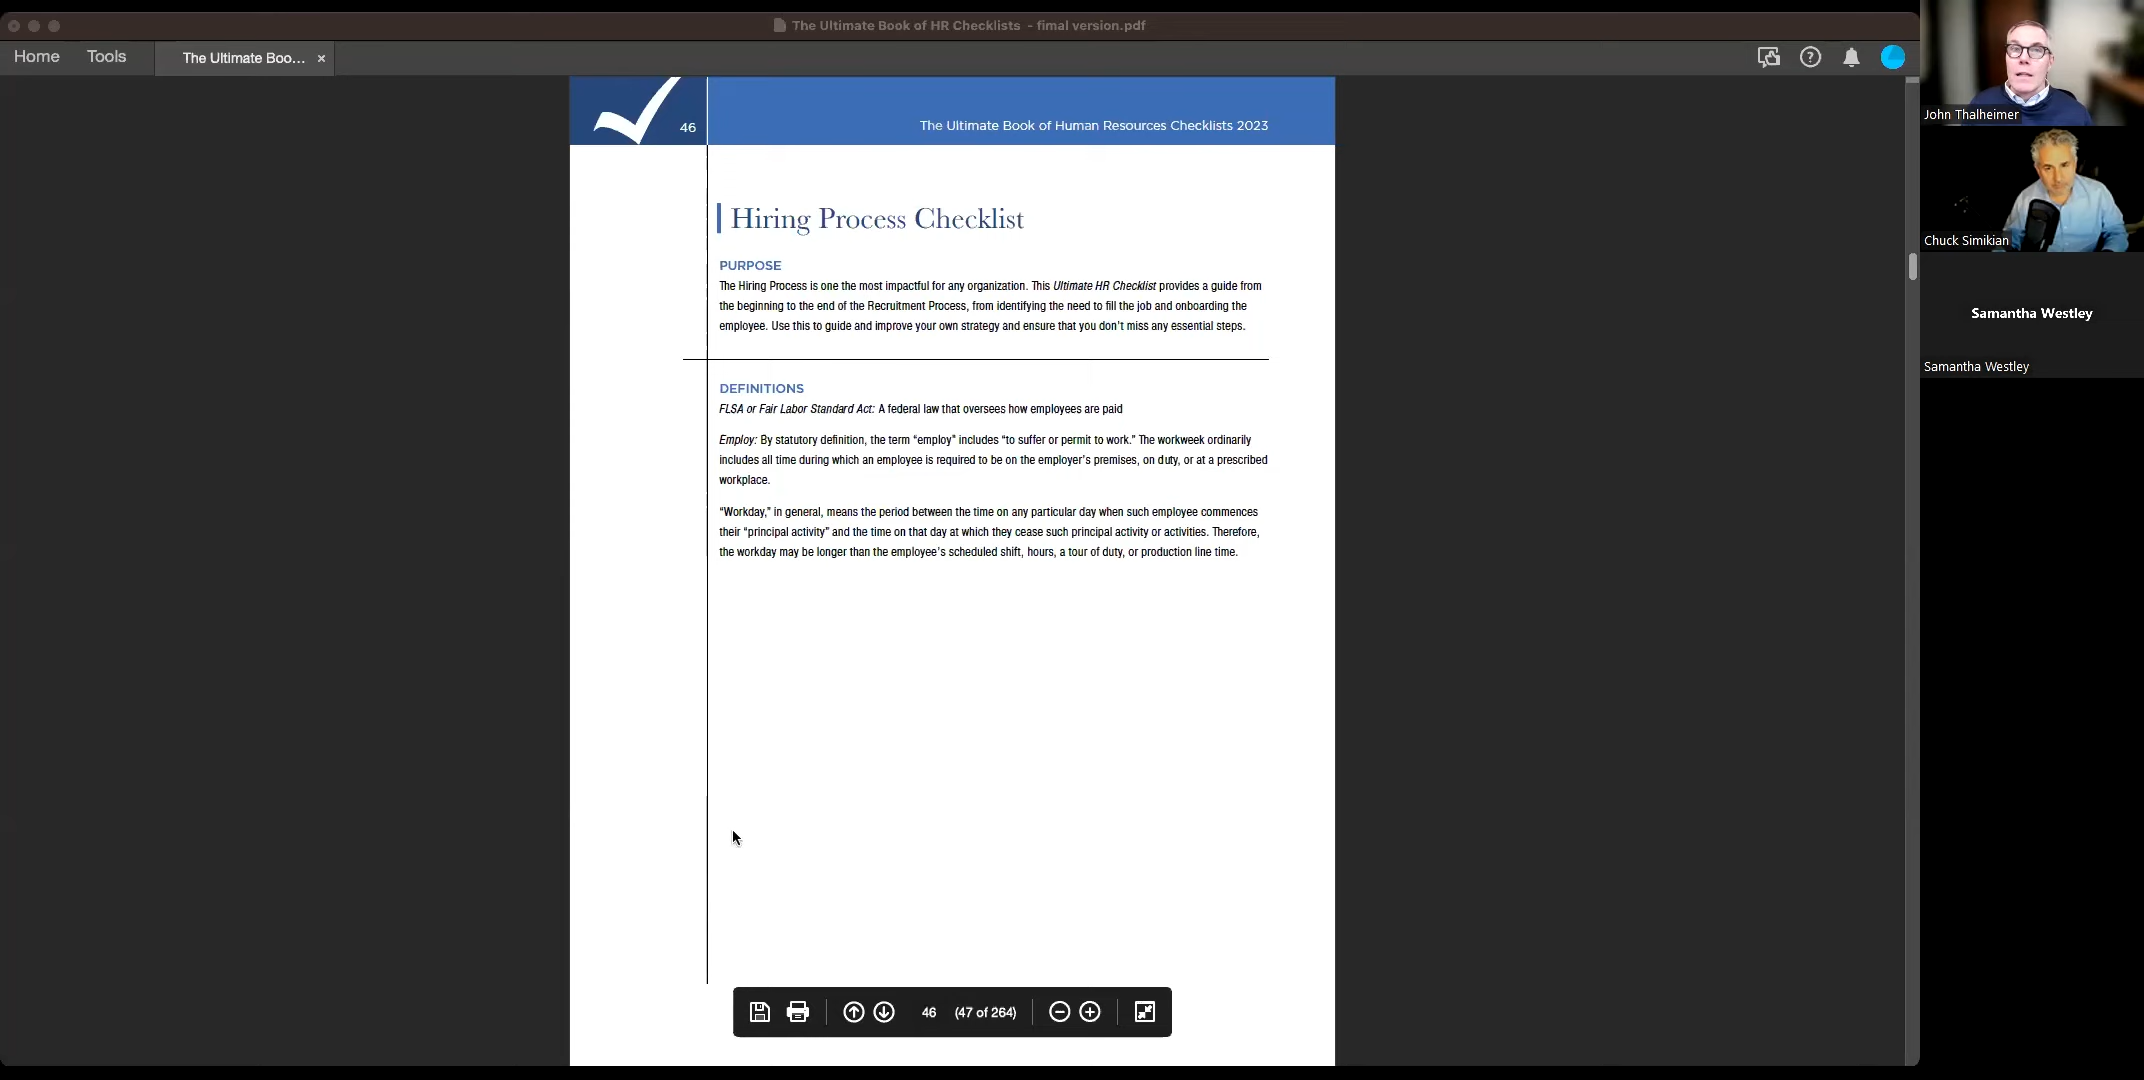 The Ultimate Book of HR Checklists - final version.pdf
Home Tools The Ultimate Boo... ×
46 The Ultimate Book of Human Resources Checklists 2023
Hiring Process Checklist
PURPOSE
The Hiring Process is one the most impactful for any organization. This Ultimate HR Checklist provides a guide from
the beginning to the end of the Recruitment Process, from identifying the need to fill the job and onboarding the
employee. Use this to guide and improve your own strategy and ensure that you don't miss any essential steps.
DEFINITIONS
FLSA or Fair Labor Standard Act: A federal law that oversees how employees are paid
Employ: By statutory definition, the term “employ” includes “to suffer or permit to work.” The workweek ordinarily
includes all time during which an employee is required to be on the employer's premises, on duty, or at a prescribed
workplace.
“Workday,” in general, means the period between the time on any particular day when such employee commences
their “principal activity” and the time on that day at which they cease such principal activity or activities. Therefore,
the workday may be longer than the employee's scheduled shift, hours, a tour of duty, or production line time.
46 (47 of 264)
John Thalheimer
Chuck Simikian
Samantha Westley
Samantha Westley